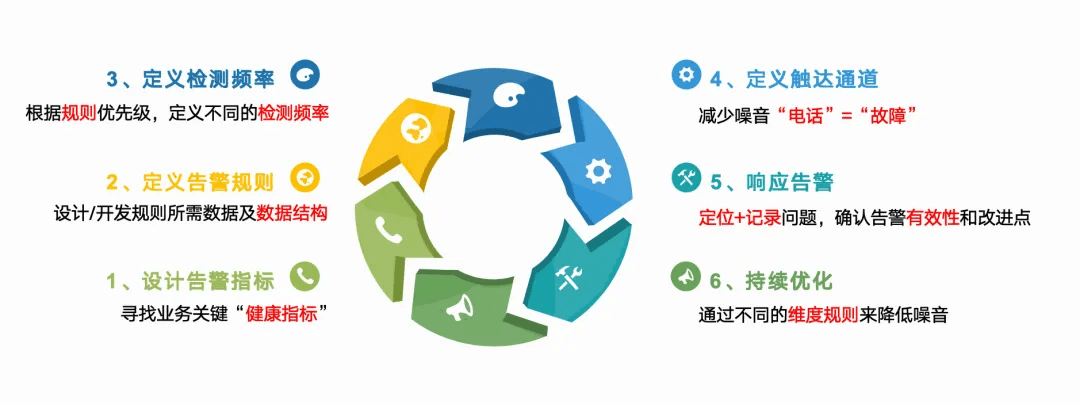 3、定义检测频率
根据规则优先级，定义不同的检测频率
2、定义告警规则
设计/开发规则所需数据及数据结构
1、设计告警指标
寻找业务关键“健康指标”
4、定义触达通道
减少噪音“电话”=“故障”
5、响应告警
定位+记录问题，确认告警有效性和改进点
6、持续优化
通过不同的维度规则来降低噪音